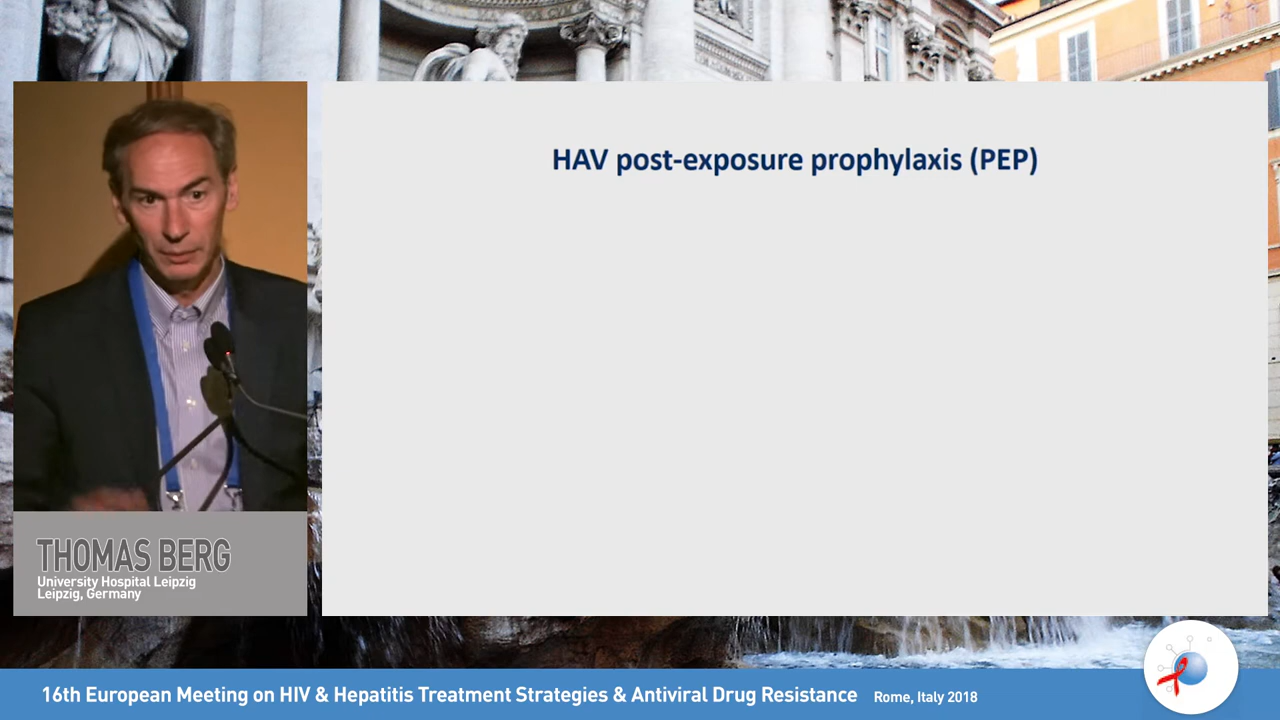 HAV post-exposure prophylaxis (PEP)
THOMAS BERG
University Hospital Leipzig
Leipzig, Germany
16th European Meeting on HIV & Hepatitis Treatment Strategies & Antiviral Drug Resistance Rome, Italy 2018